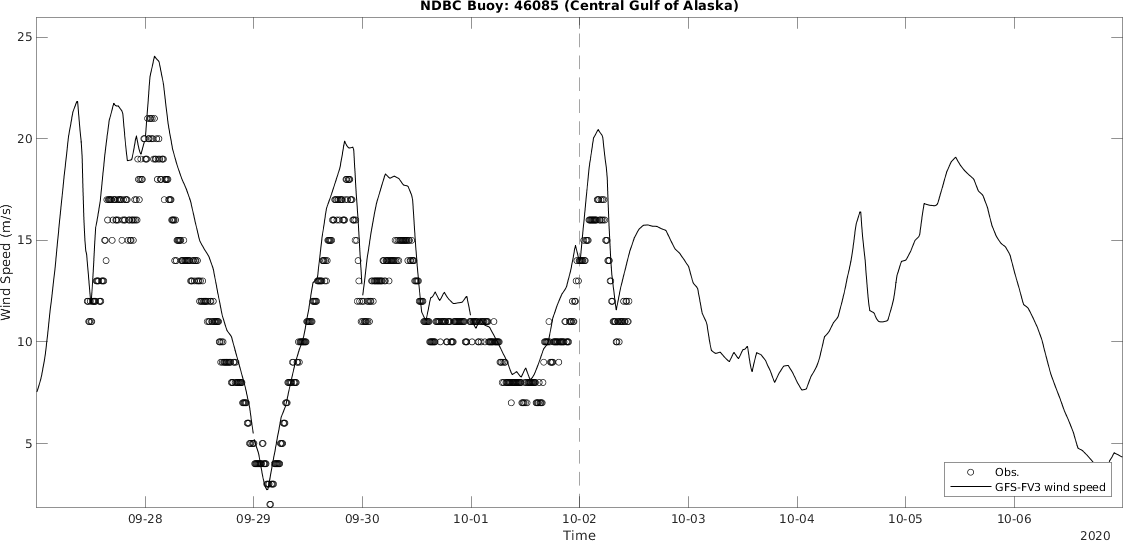 NDBC Buoy: 46085 (Central Gulf of Alaska)
25
20
15
10
5
Wind Speed (m/s)
09-28 09-29 09-30 10-01 10-02 10-03 10-04 10-05 10-06
Time
2020
Obs.
GFS-FV3 wind speed